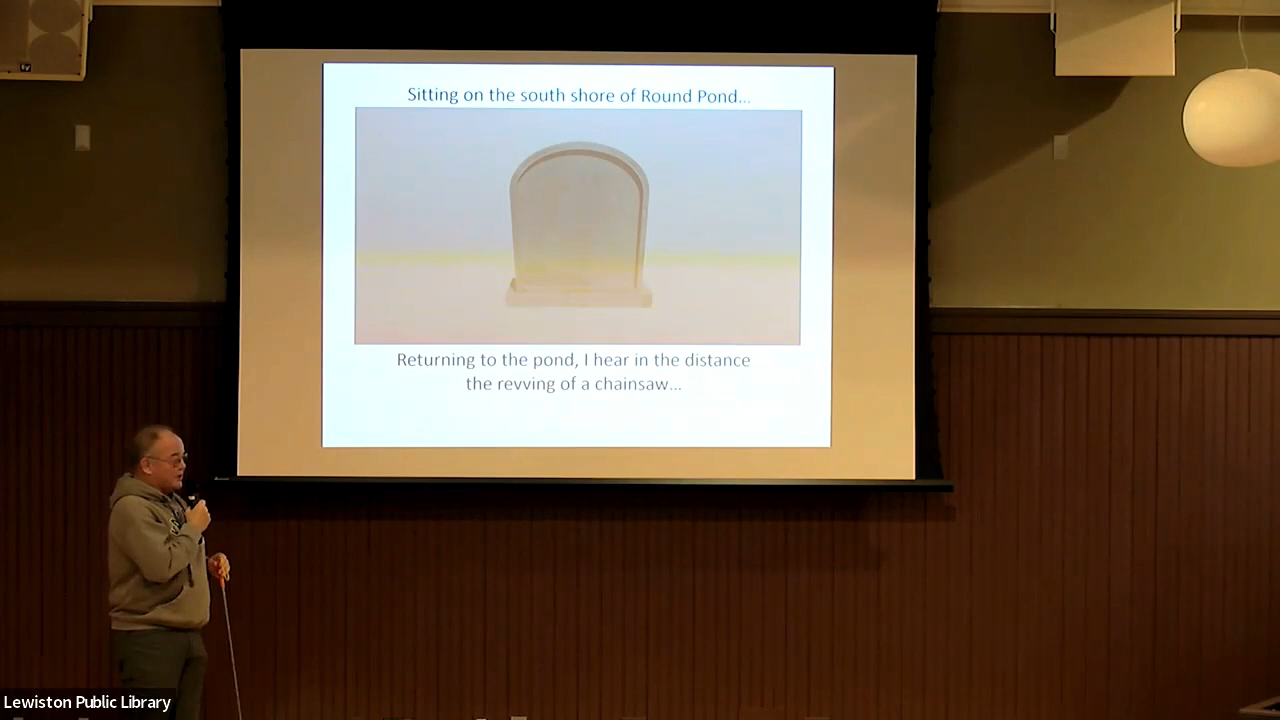 Sitting on the south shore of Round Pond...
Returning to the pond, I hear in the distance
the revving of a chainsaw...
Lewiston Public Library